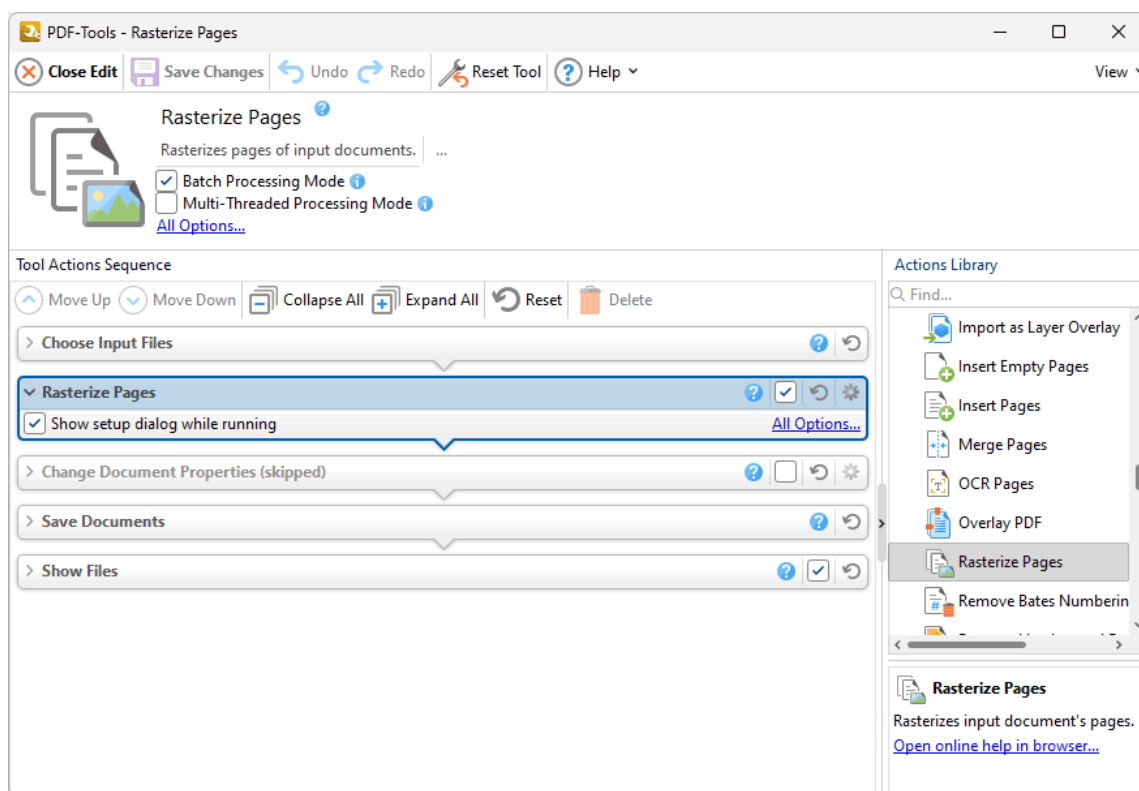 PDF-Tools - Rasterize Pages
Close Edit Save Changes Undo Redo Reset Tool Help View
Rasterize Pages
Rasterizes pages of input documents. ...
Batch Processing Mode
Multi-Threaded Processing Mode
All Options...
Tool Actions Sequence
Move Up Move Down Collapse All Expand All Reset Delete
Choose Input Files
Rasterize Pages
Show setup dialog while running All Options...
Change Document Properties (skipped)
Save Documents
Show Files
Actions Library
Find...
Import as Layer Overlay
Insert Empty Pages
Insert Pages
Merge Pages
OCR Pages
Overlay PDF
Rasterize Pages
Remove Bates Numberin
Rasterize Pages
Rasterizes input document's pages.
Open online help in browser...